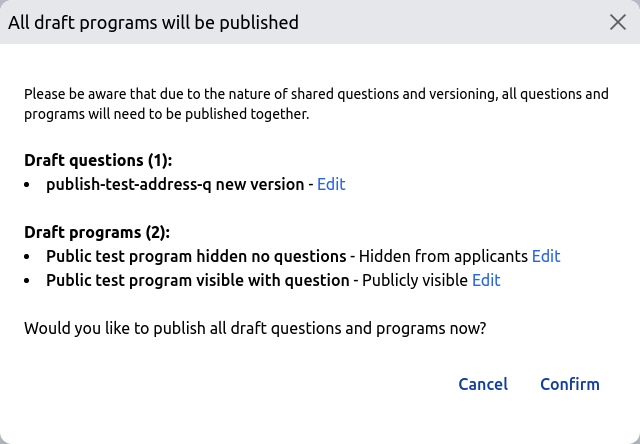 All draft programs will be published
Please be aware that due to the nature of shared questions and versioning, all questions and
programs will need to be published together.
Draft questions (1):
• publish-test-address-q new version - Edit
Draft programs (2):
• Public test program hidden no questions - Hidden from applicants Edit
• Public test program visible with question - Publicly visible Edit
Would you like to publish all draft questions and programs now?
Cancel Confirm